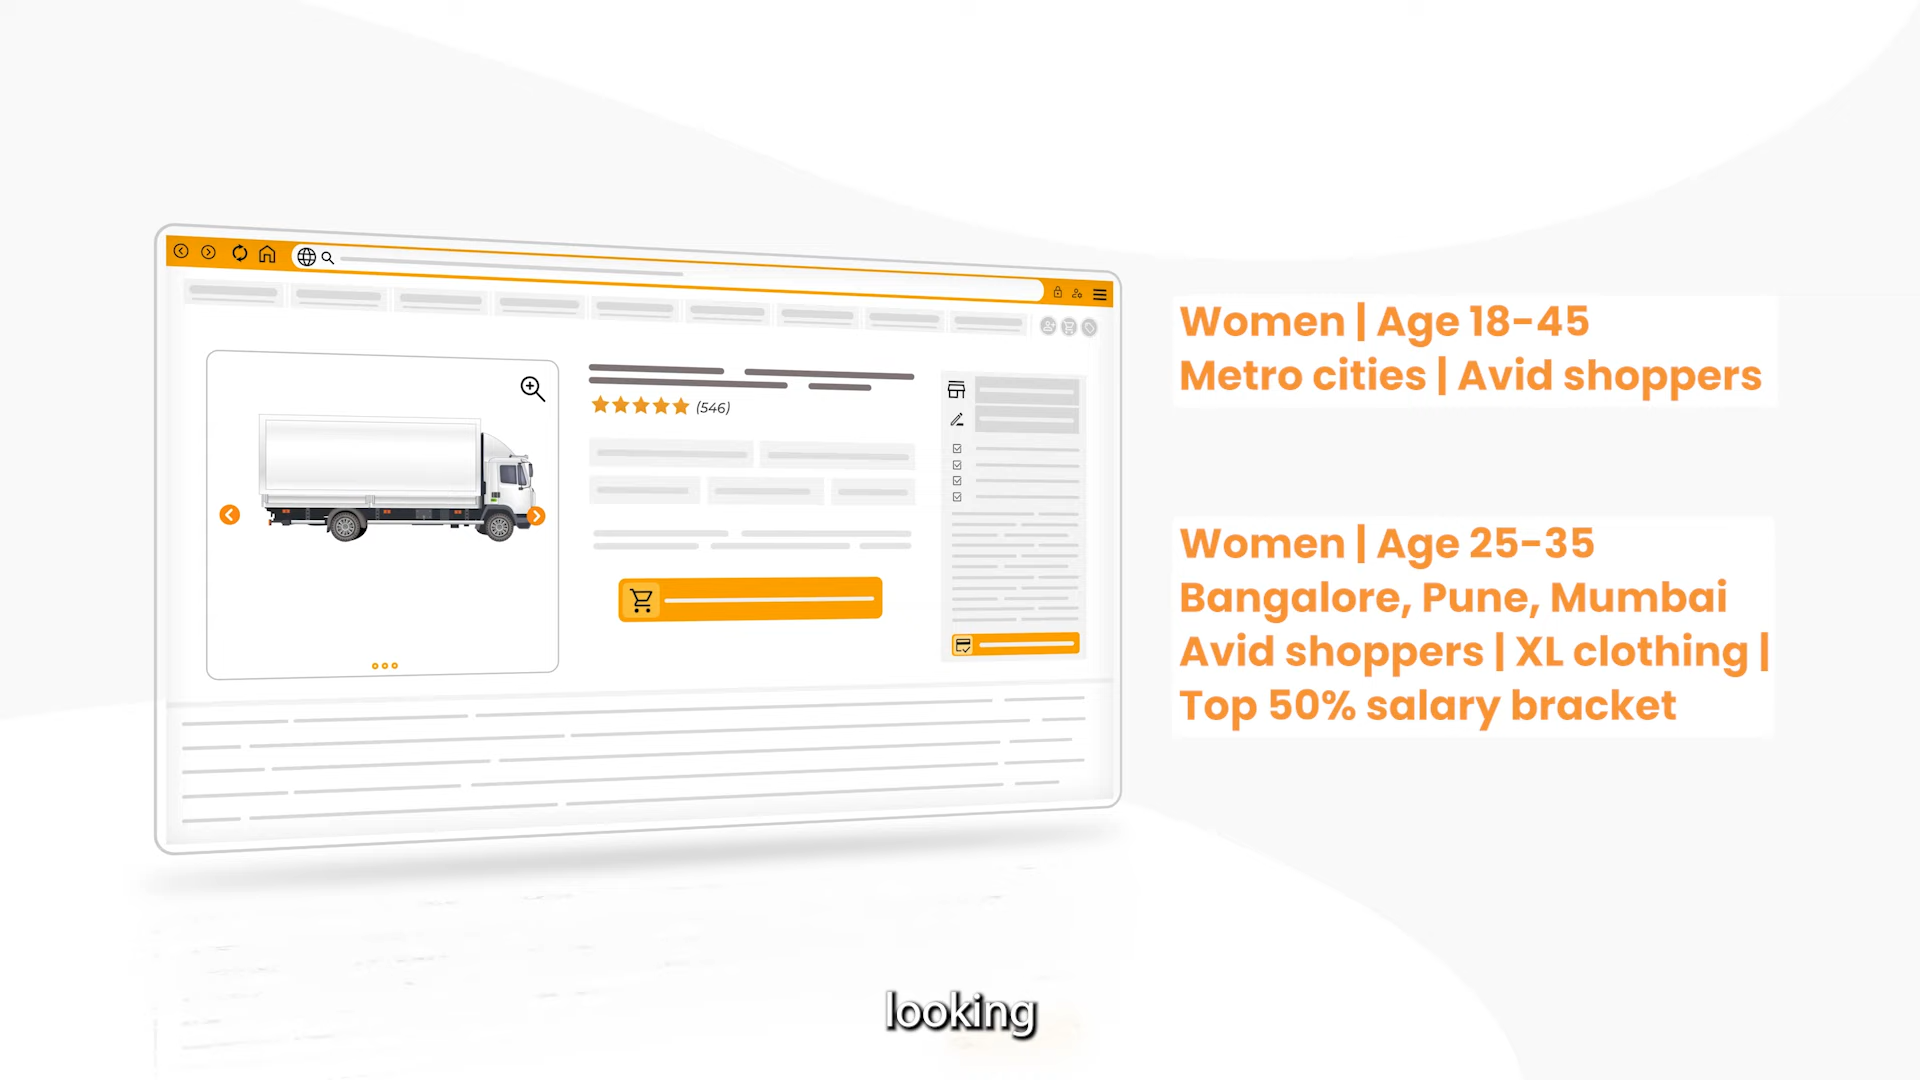 (546)
Women | Age 18-45
Metro cities | Avid shoppers
Women | Age 25-35
Bangalore, Pune, Mumbai
Avid shoppers | XL clothing |
Top 50% salary bracket
looking